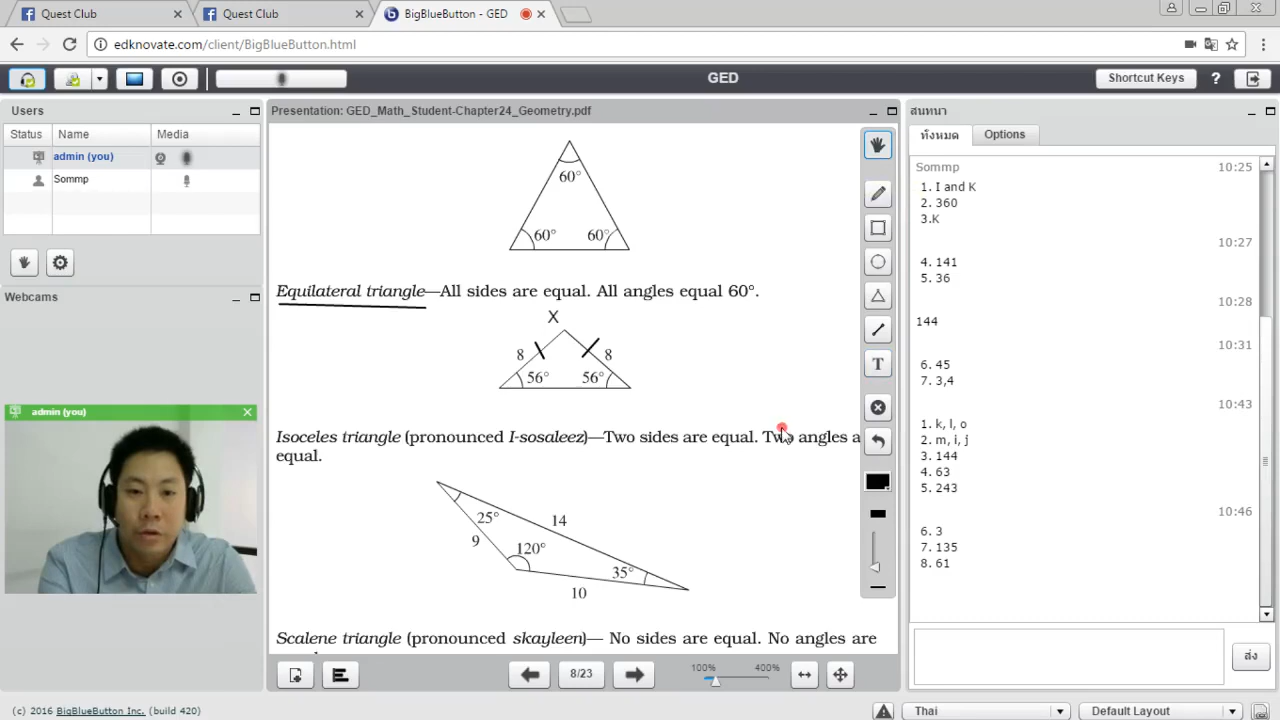 Quest Club
Quest Club
BigBlueButton - GED
edknovate.com/client/BigBlueButton.html
GED
Shortcut Keys
?
Users
Status Name Media
admin (you)
Sommp
Webcams
admin (you)
Presentation: GED_Math_Student-Chapter24_Geometry.pdf
60°
60° 60°
Equilateral triangle—All sides are equal. All angles equal 60°.
X
8 8
56° 56°
Isoceles triangle (pronounced I-sosaleez)—Two sides are equal. Two angles a
equal.
25° 14
9 120°
35°
10
Scalene triangle (pronounced skayleen)— No sides are equal. No angles are
T
8/23
100% 400%
สนทนา
ทั้งหมด Options
Sommp 10:25
1. I and K
2. 360
3.K
10:27
4. 141
5. 36
10:28
144
10:31
6. 45
7. 3,4
10:43
1. k, l, o
2. m, i, j
3. 144
4. 63
5. 243
10:46
6. 3
7. 135
8. 61
ส่ง
(c) 2016 BigBlueButton Inc. (build 420)
Thai
Default Layout